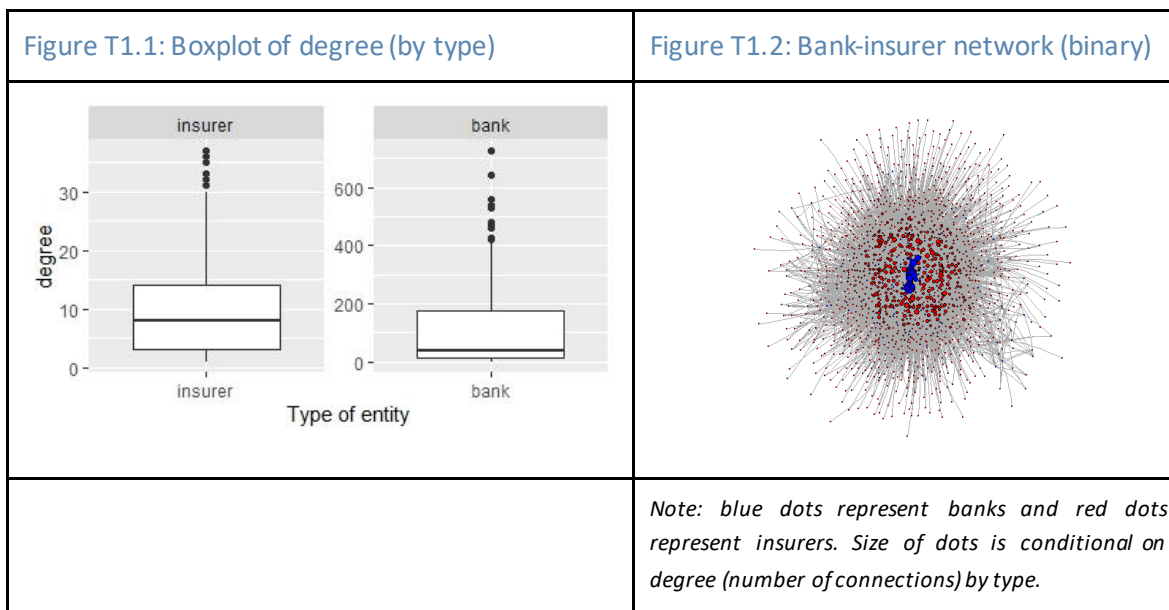 Figure T1.1: Boxplot of degree (by type)
Figure T1.2: Bank-insurer network (binary)
insurer
bank
degree
30
20
10
0
600
400
200
0
insurer
bank
Type of entity
Note: blue dots represent banks and red dots
represent insurers. Size of dots is conditional on
degree (number of connections) by type.